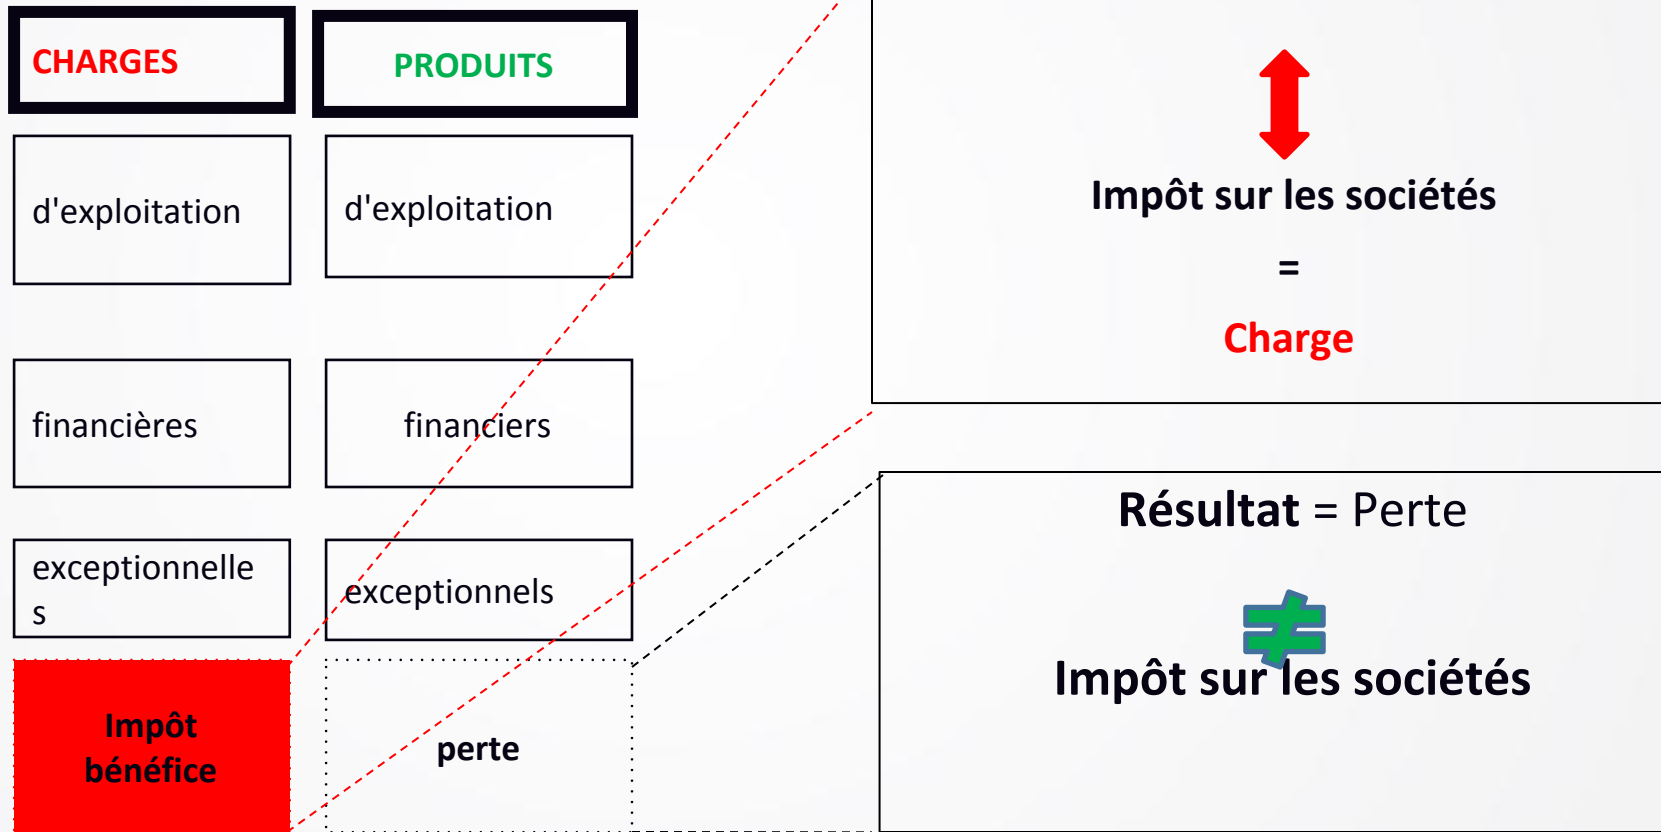 CHARGES
PRODUITS
d'exploitation
d'exploitation
financières
financiers
exceptionnelle
s
exceptionnels
Impôt
bénéfice
perte
Impôt sur les sociétés
=
Charge
Résultat = Perte
≠
Impôt sur les sociétés